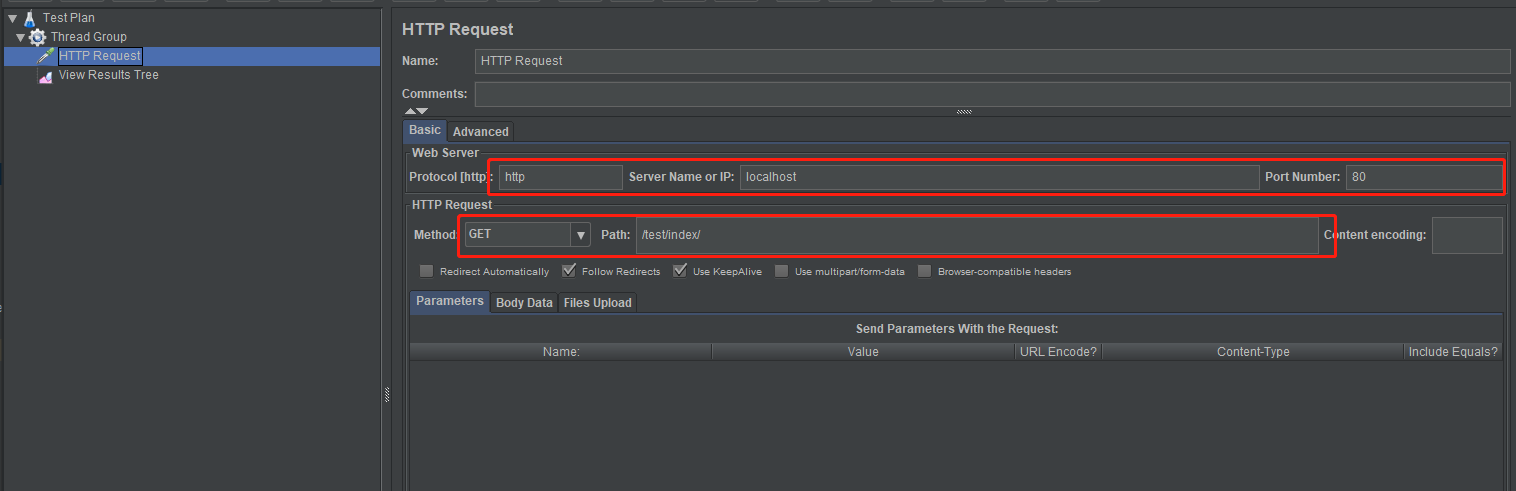 Test Plan
Thread Group
HTTP Request
View Results Tree
HTTP Request
Name: HTTP Request
Comments:
Basic Advanced
Web Server
Protocol [http]: http Server Name or IP: localhost Port Number: 80
HTTP Request
Method: GET Path: /test/index/ Content encoding:
Redirect Automatically Follow Redirects Use KeepAlive Use multipart/form-data Browser-compatible headers
Parameters Body Data Files Upload
Send Parameters With the Request:
Name: Value URL Encode? Content-Type Include Equals?